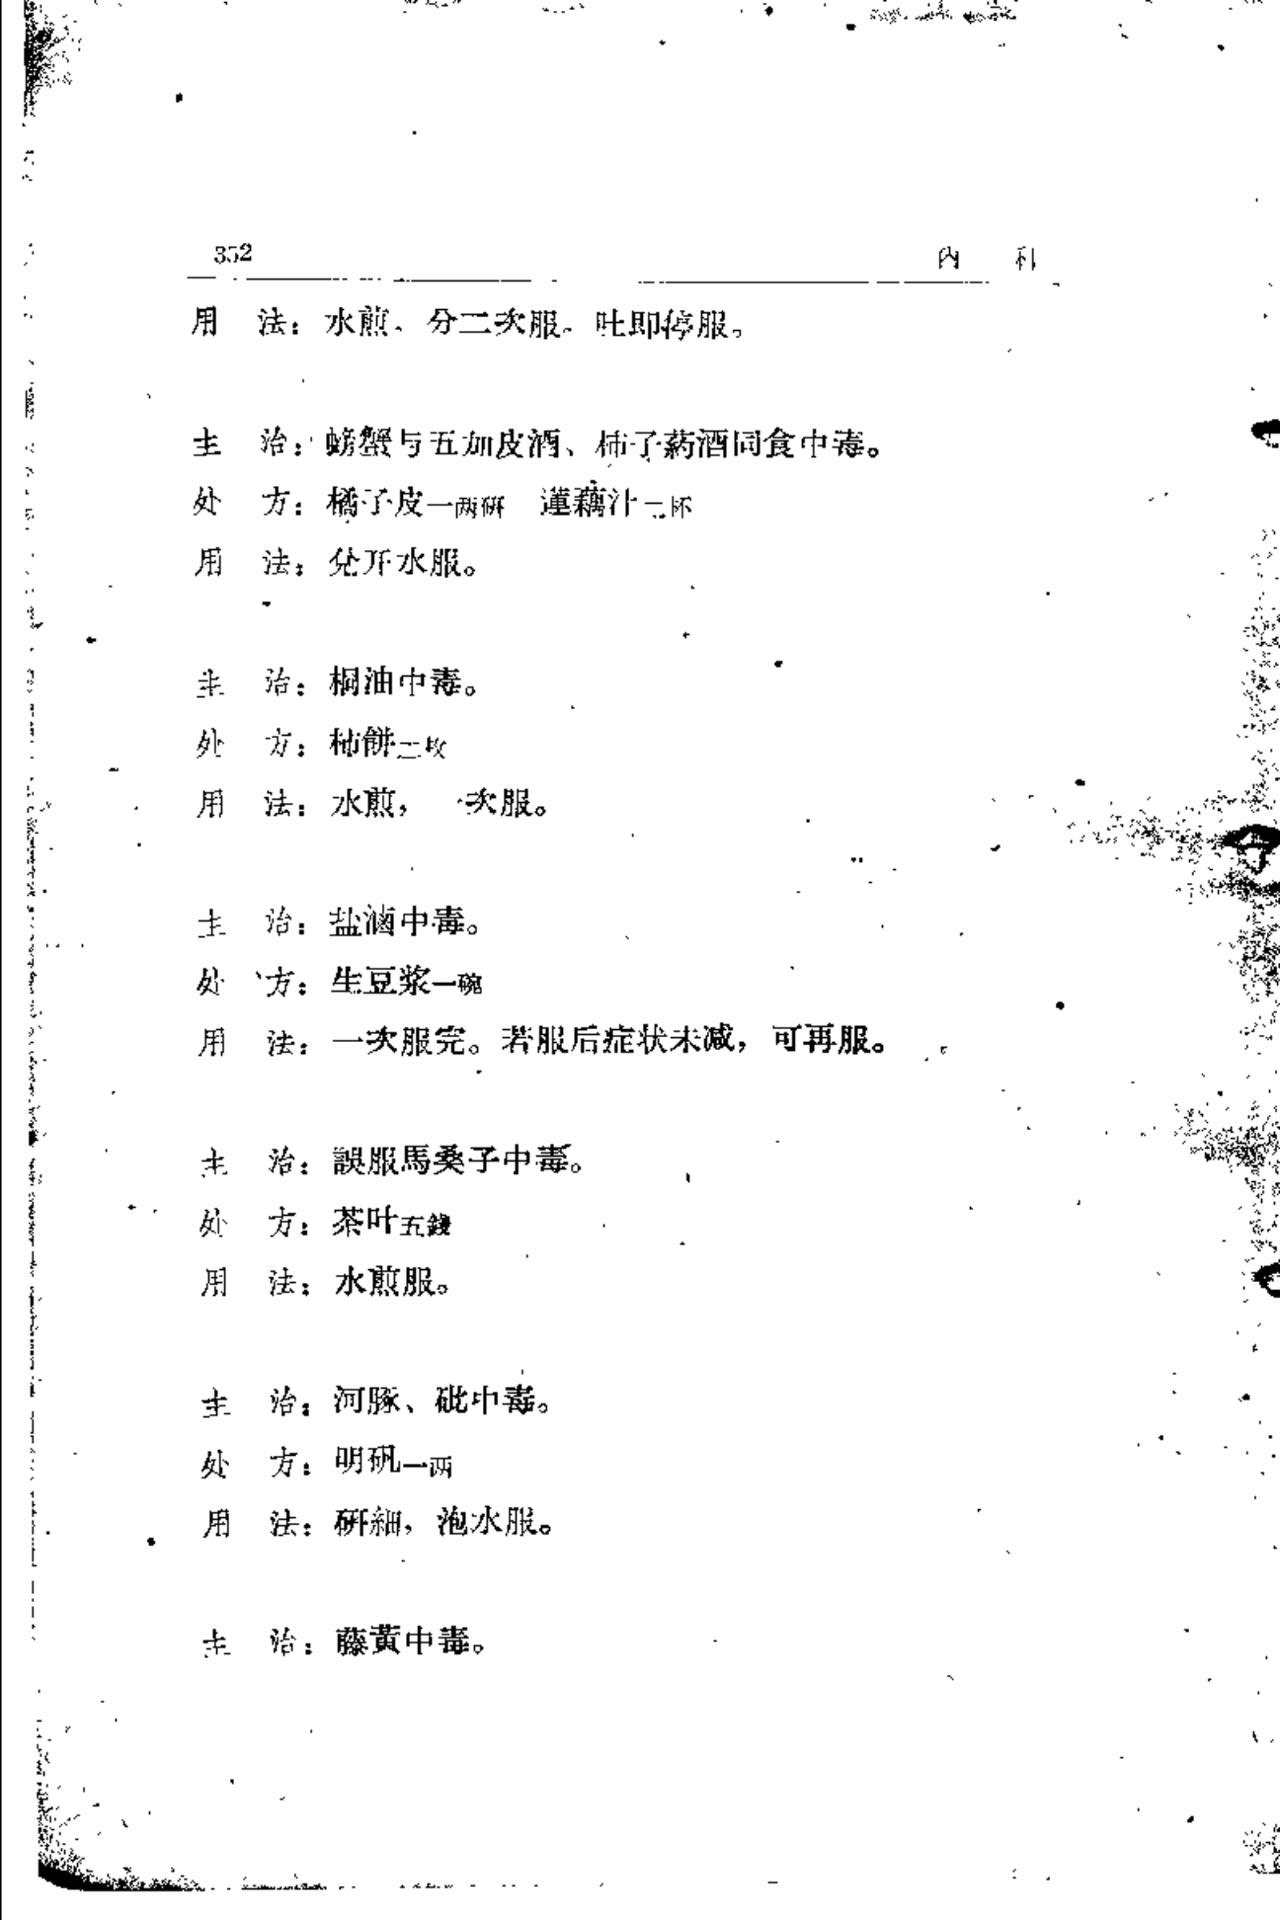 352 内 科
用 法：水煎、分二次服。吐即停服。
主 治：螃蟹与五加皮酒、柿子葯酒同食中毒。
处 方：橘子皮一两研 蓮藕汁二杯
用 法：兌开水服。
主 治：桐油中毒。
处 方：柿餅二枚
用 法：水煎， 次服。
主 治：盐滷中毒。
处 方：生豆浆一碗
用 法：一次服完。若服后症状未减，可再服。
主 治：誤服馬桑子中毒。
处 方：茶叶五錢
用 法：水煎服。
主 治：河豚、砒中毒。
处 方：明矾一两
用 法：研細，泡水服。
主 治：藤黃中毒。